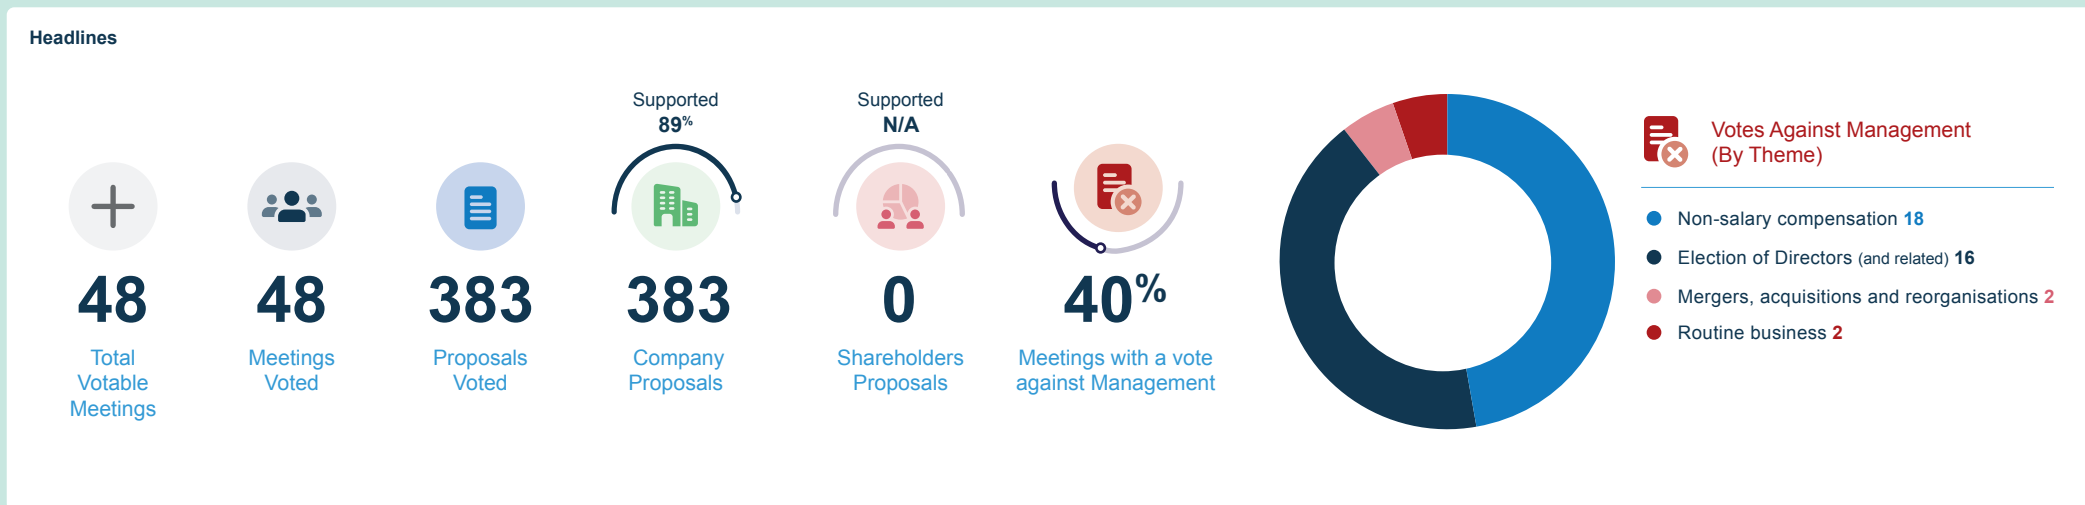 Headlines
Supported
89%
383
Company
Proposals
Supported
N/A
0
Shareholders
Proposals
48
Total
Votable
Meetings
48
Meetings
Voted
383
Proposals
Voted
40%
Meetings with a vote
against Management
Votes Against Management
(By Theme)
Non-salary compensation 18
Election of Directors (and related) 16
Mergers, acquisitions and reorganisations 2
Routine business 2